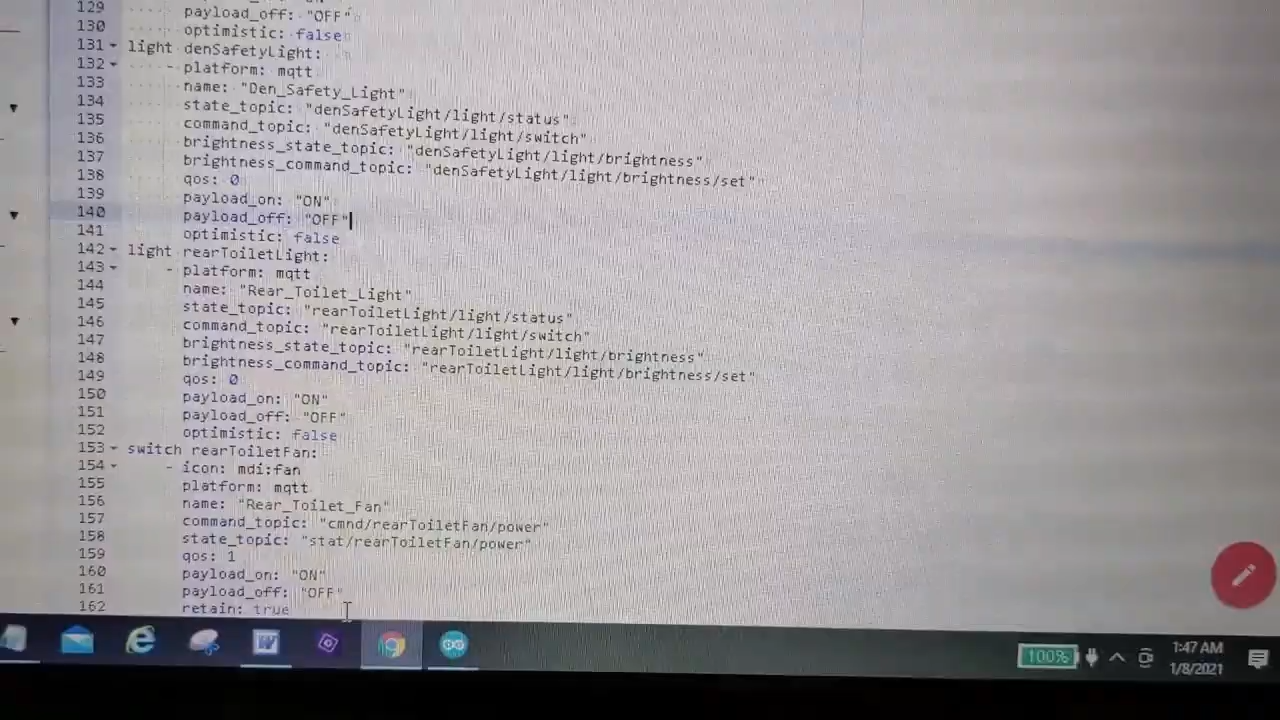 129
payload_off: "OFF"
130
optimistic: false
131 light denSafetyLight:
132 - platform: mqtt
133 name: "Den_Safety_Light"
134 state_topic: "denSafetyLight/light/status"
135 command_topic: "denSafetyLight/light/switch"
136 brightness_state_topic: "denSafetyLight/light/brightness"
137 brightness_command_topic: "denSafetyLight/light/brightness/set"
138 qos: 0
139 payload_on: "ON"
140 payload_off: "OFF"
141 optimistic: false
142 light rearToiletLight:
143 - platform: mqtt
144 name: "Rear_Toilet_Light"
145 state_topic: "rearToiletLight/light/status"
146 command_topic: "rearToiletLight/light/switch"
147 brightness_state_topic: "rearToiletLight/light/brightness"
148 brightness_command_topic: "rearToiletLight/light/brightness/set"
149 qos: 0
150 payload_on: "ON"
151 payload_off: "OFF"
152 optimistic: false
153 switch rearToiletFan:
154 - icon: mdi:fan
155 platform: mqtt
156 name: "Rear_Toilet_Fan"
157 command_topic: "cmnd/rearToiletFan/power"
158 state_topic: "stat/rearToiletFan/power"
159 qos: 1
160 payload_on: "ON"
161 payload_off: "OFF"
162 retain: true
100%
1:47 AM
1/8/2021